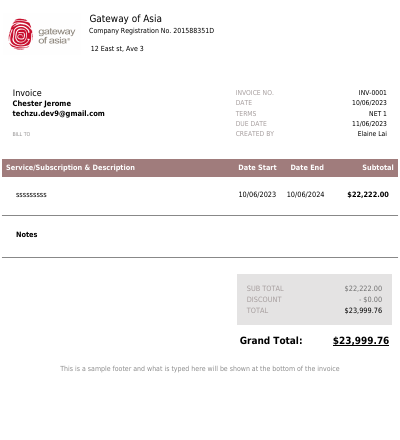 gateway
of asia
Gateway of Asia
Company Registration No. 201588351D
12 East st, Ave 3
Invoice
Chester Jerome
techzu.dev9@gmail.com
BILL TO
INVOICE NO. INV-0001
DATE 10/06/2023
TERMS NET 1
DUE DATE 11/06/2023
CREATED BY Elaine Lai
Service/Subscription & Description Date Start Date End Subtotal
sssssssss 10/06/2023 10/06/2024 $22,222.00
Notes
SUB TOTAL $22,222.00
DISCOUNT - $0.00
TOTAL $23,999.76
Grand Total: $23,999.76
This is a sample footer and what is typed here will be shown at the bottom of the invoice